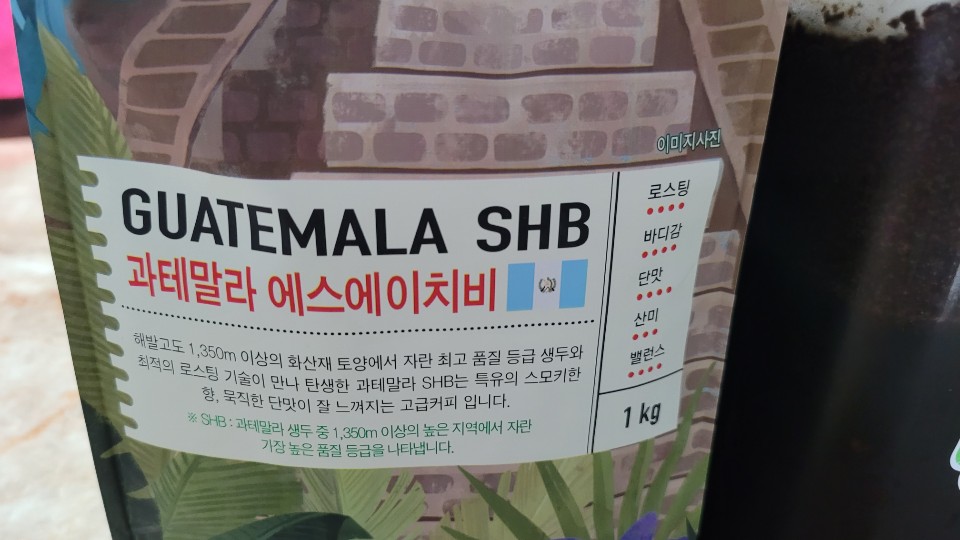 이미지사진
GUATEMALA SHB
과테말라 에스에이치비
해발고도 1,350m 이상의 화산재 토양에서 자란 최고 품질 등급 생두와
최적의 로스팅 기술이 만나 탄생한 과테말라 SHB는 특유의 스모키한
향, 묵직한 단맛이 잘 느껴지는 고급커피 입니다.
※ SHB : 과테말라 생두 중 1,350m 이상의 높은 지역에서 자란
가장 높은 품질 등급을 나타냅니다.
로스팅
바디감
단맛
산미
밸런스
1 kg